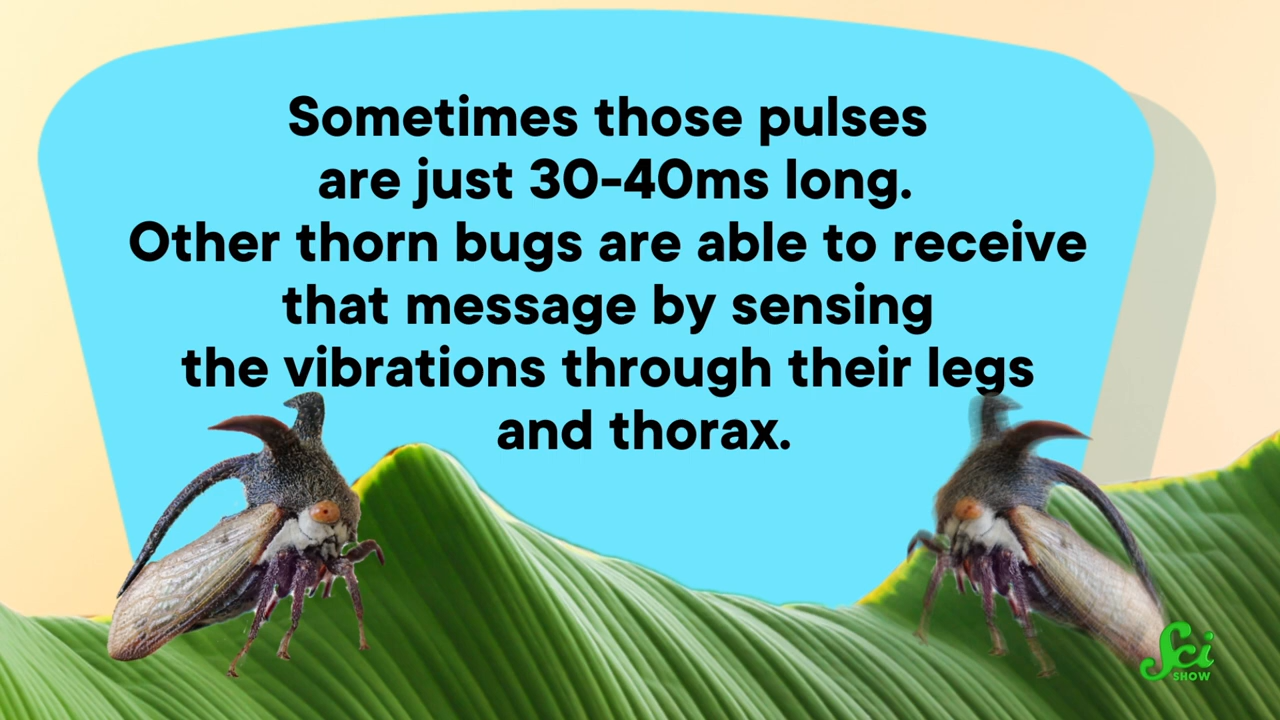 Sometimes those pulses
are just 30-40ms long.
Other thorn bugs are able to receive
that message by sensing
the vibrations through their legs
and thorax.
Sci
SHOW